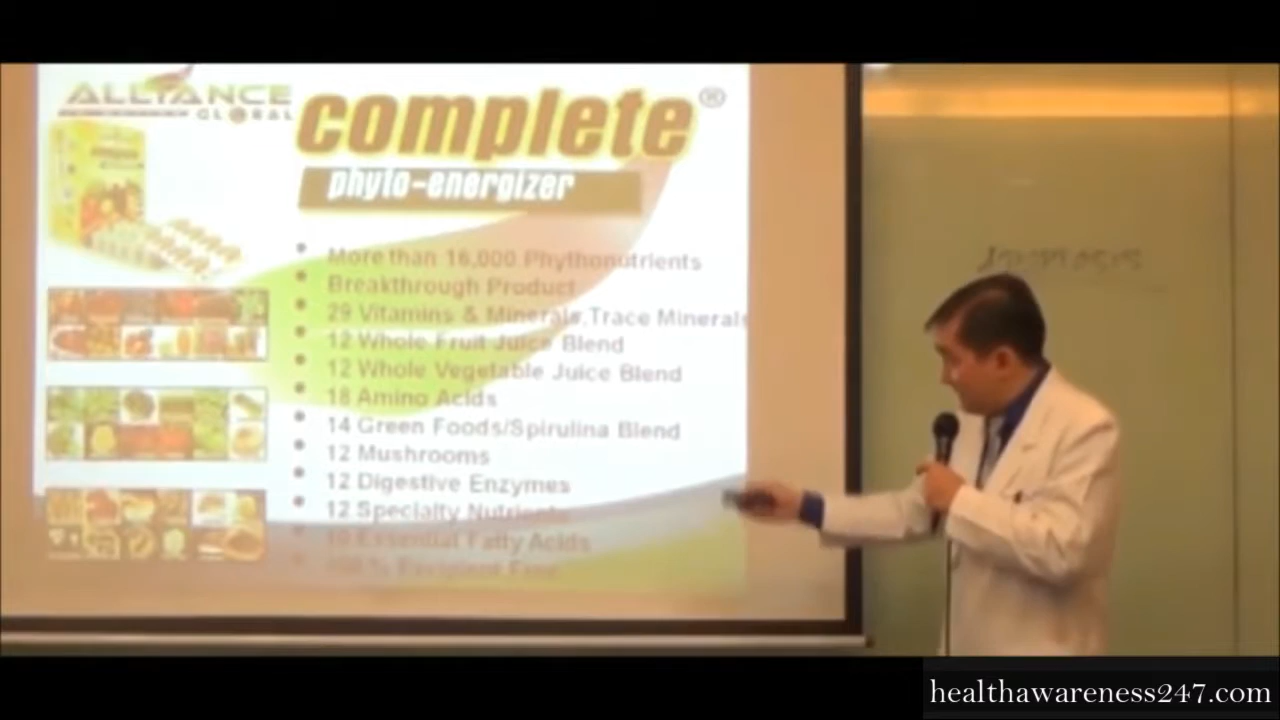 ALLIANCE
GLOBAL
complete®
phyto-energizer
• More than 16,000 Phythonutrients
• Breakthrough Product
• 29 Vitamins & Minerals,Trace Minerals
• 12 Whole Fruit Juice Blend
• 12 Whole Vegetable Juice Blend
• 18 Amino Acids
• 14 Green Foods/Spirulina Blend
• 12 Mushrooms
• 12 Digestive Enzymes
• 12 Specialty Nutrients
• 10 Essential Fatty Acids
• 100 %
healthawareness247.com